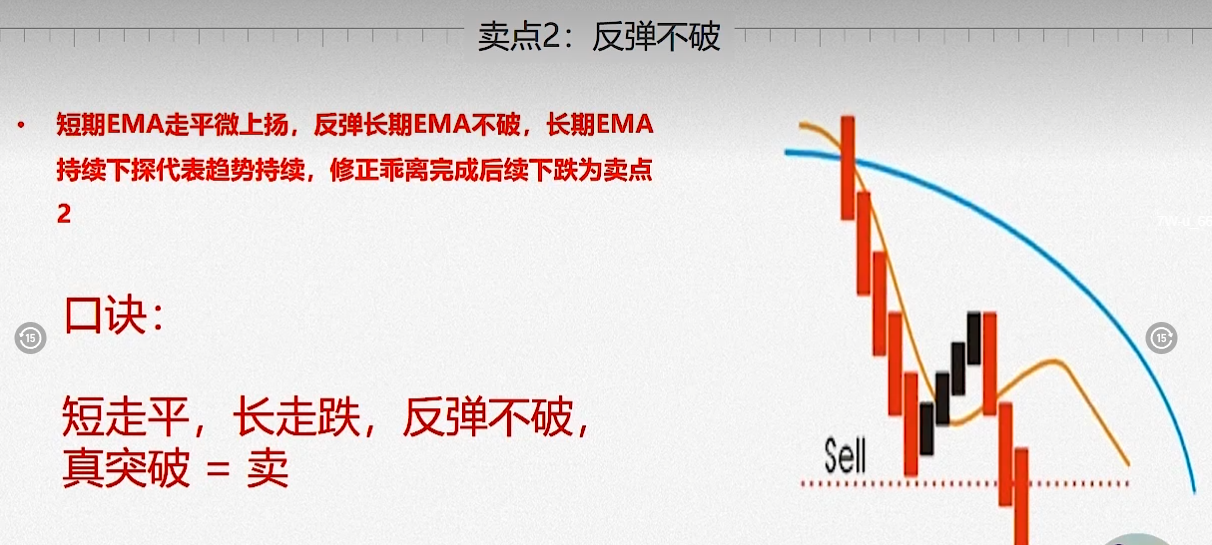 卖点2：反弹不破
• 短期EMA走平微上扬，反弹长期EMA不破，长期EMA
持续下探代表趋势持续，修正乖离完成后续下跌为卖点
2
口诀：
15
15
短走平，长走跌，反弹不破，
真突破 = 卖
Sell